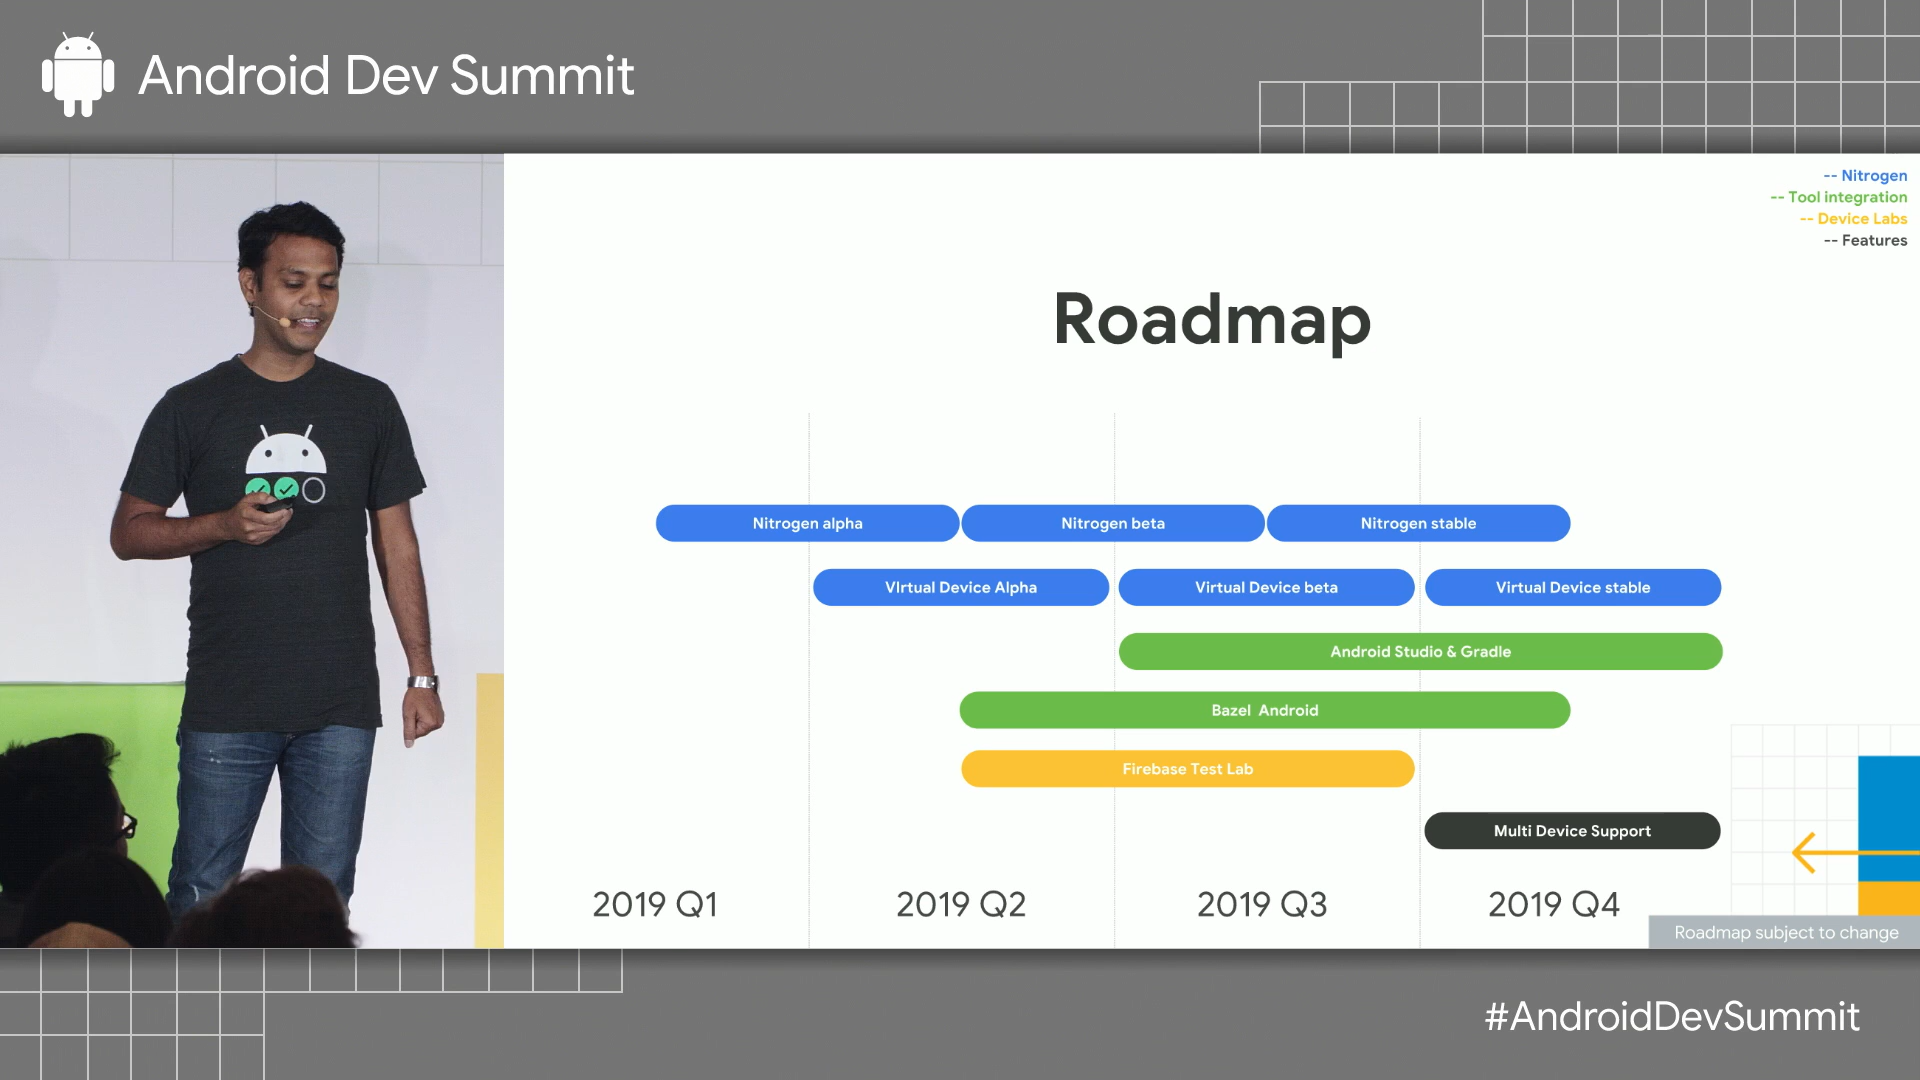 Android Dev Summit
-- Nitrogen
-- Tool integration
-- Device Labs
-- Features
Roadmap
Nitrogen alpha
Nitrogen beta
Nitrogen stable
VIrtual Device Alpha
Virtual Device beta
Virtual Device stable
Android Studio & Gradle
Bazel Android
Firebase Test Lab
Multi Device Support
2019 Q1
2019 Q2
2019 Q3
2019 Q4
Roadmap subject to change
#AndroidDevSummit